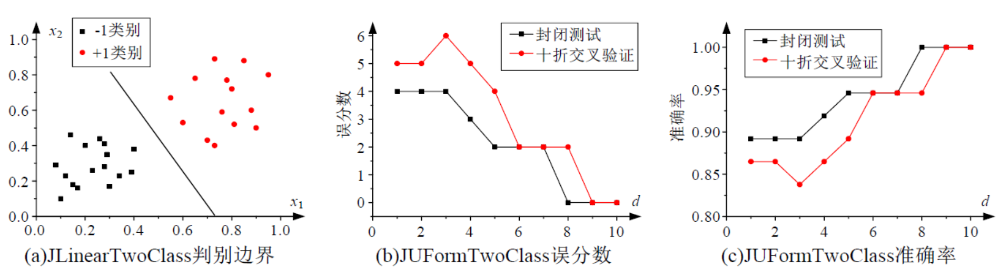 x2
-1类别
+1类别
1.0
0.8
0.6
0.4
0.2
0.0
x1
0.0 0.2 0.4 0.6 0.8 1.0
(a)JLinearTwoClass判别边界
封闭测试
十折交叉验证
误分数
6
5
4
3
2
1
0
d
0 2 4 6 8 10
(b)JUFormTwoClass误分数
封闭测试
十折交叉验证
准确率
1.00
0.95
0.90
0.85
0.80
d
0 2 4 6 8 10
(c)JUFormTwoClass准确率